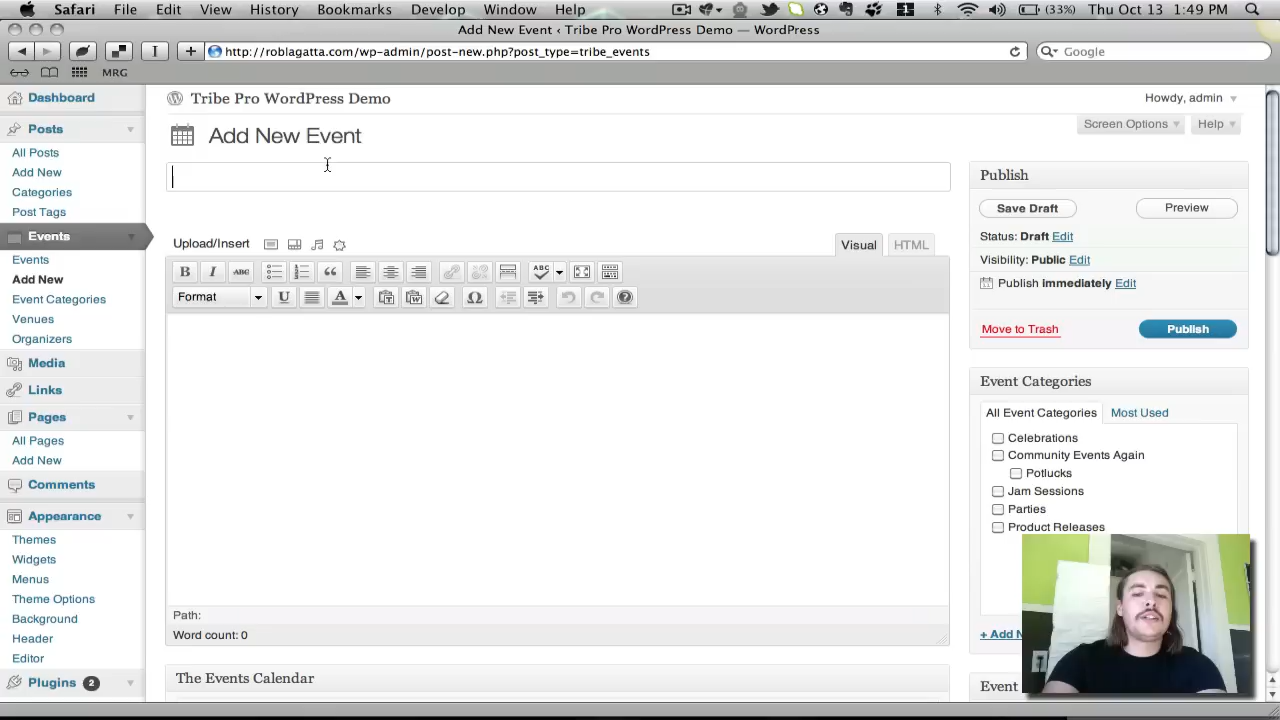 Safari File Edit View History Bookmarks Develop Window Help (33%) Thu Oct 13 1:49 PM
Add New Event ‹ Tribe Pro WordPress Demo — WordPress
http://roblagatta.com/wp-admin/post-new.php?post_type=tribe_events
Google
MRG
Dashboard
Posts
All Posts
Add New
Categories
Post Tags
Events
Events
Add New
Event Categories
Venues
Organizers
Media
Links
Pages
All Pages
Add New
Comments
Appearance
Themes
Widgets
Menus
Theme Options
Background
Header
Editor
Plugins 2
Tribe Pro WordPress Demo
Howdy, admin
Screen Options
Help
Add New Event
Upload/Insert
Visual
HTML
B I ABC ABC
Format U A
Path:
Word count: 0
The Events Calendar
Publish
Save Draft
Preview
Status: Draft Edit
Visibility: Public Edit
Publish immediately Edit
Move to Trash
Publish
Event Categories
All Event Categories
Most Used
Celebrations
Community Events Again
Potlucks
Jam Sessions
Parties
Product Releases
+ Add N
Event